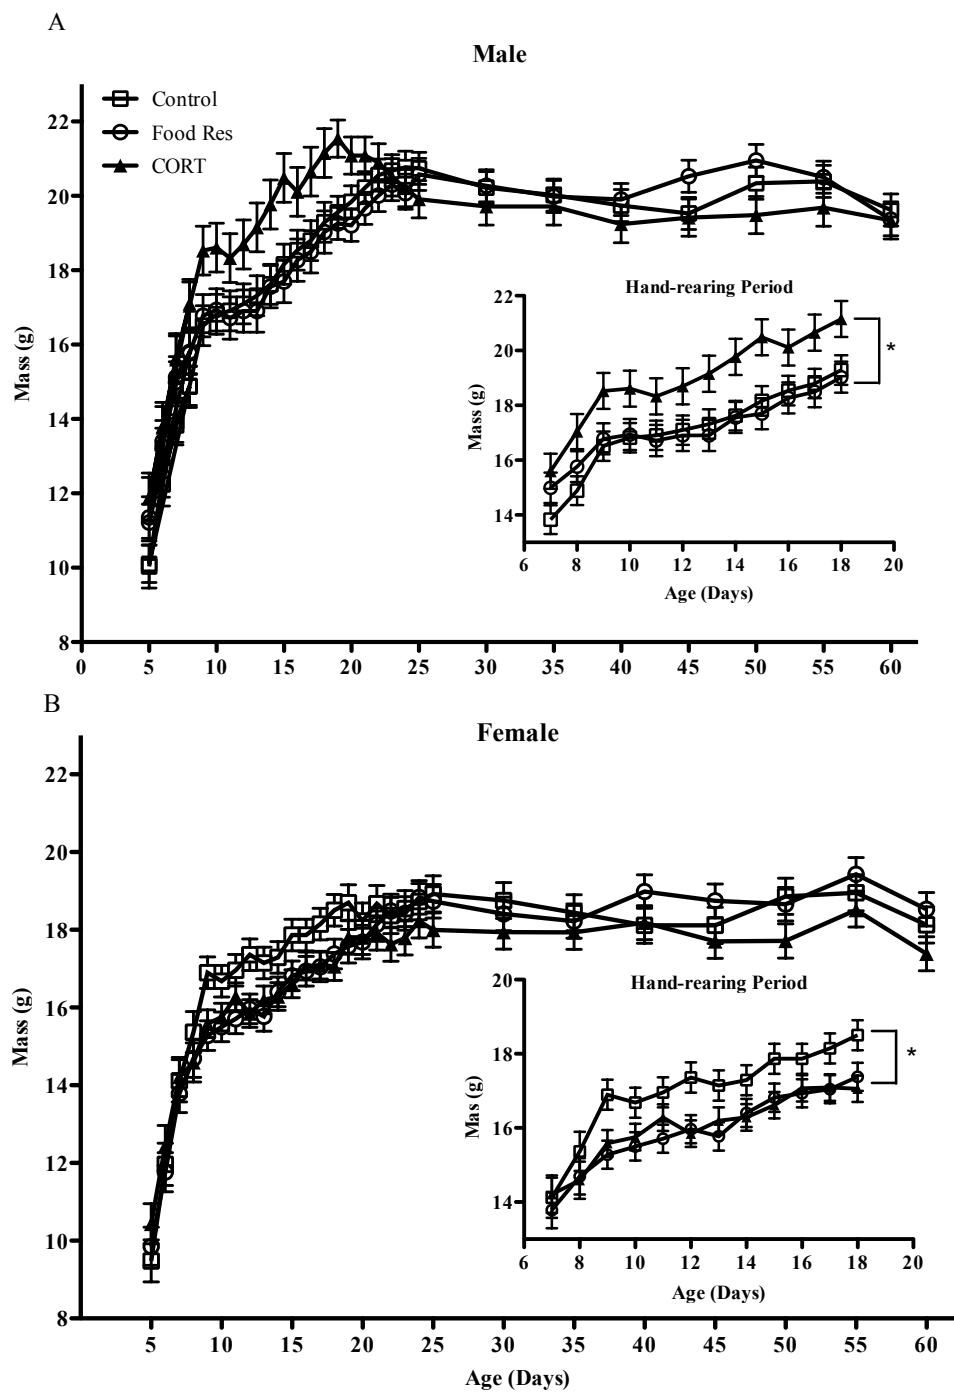 A
Male
Control
Food Res
CORT
22
20
18
16
14
12
10
8
Mass (g)
0 5 10 15 20 25 30 35 40 45 50 55 60
Hand-rearing Period
22
20
18
16
14
Mass (g)
*
6 8 10 12 14 16 18 20
Age (Days)
B
Female
22
20
18
16
14
12
10
8
Mass (g)
Hand-rearing Period
20
18
16
14
Mas (g)
*
6 8 10 12 14 16 18 20
Age (Days)
5 10 15 20 25 30 35 40 45 50 55 60
Age (Days)